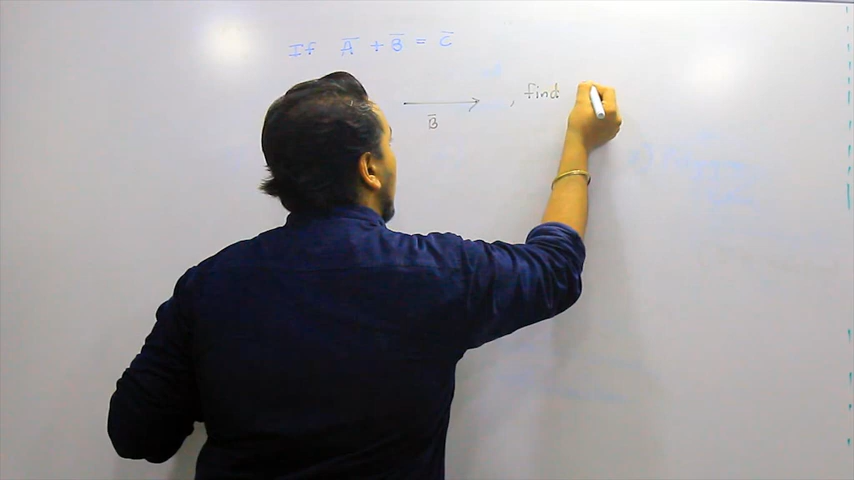 If A̅ + B̅ = C̅
, find
B̅